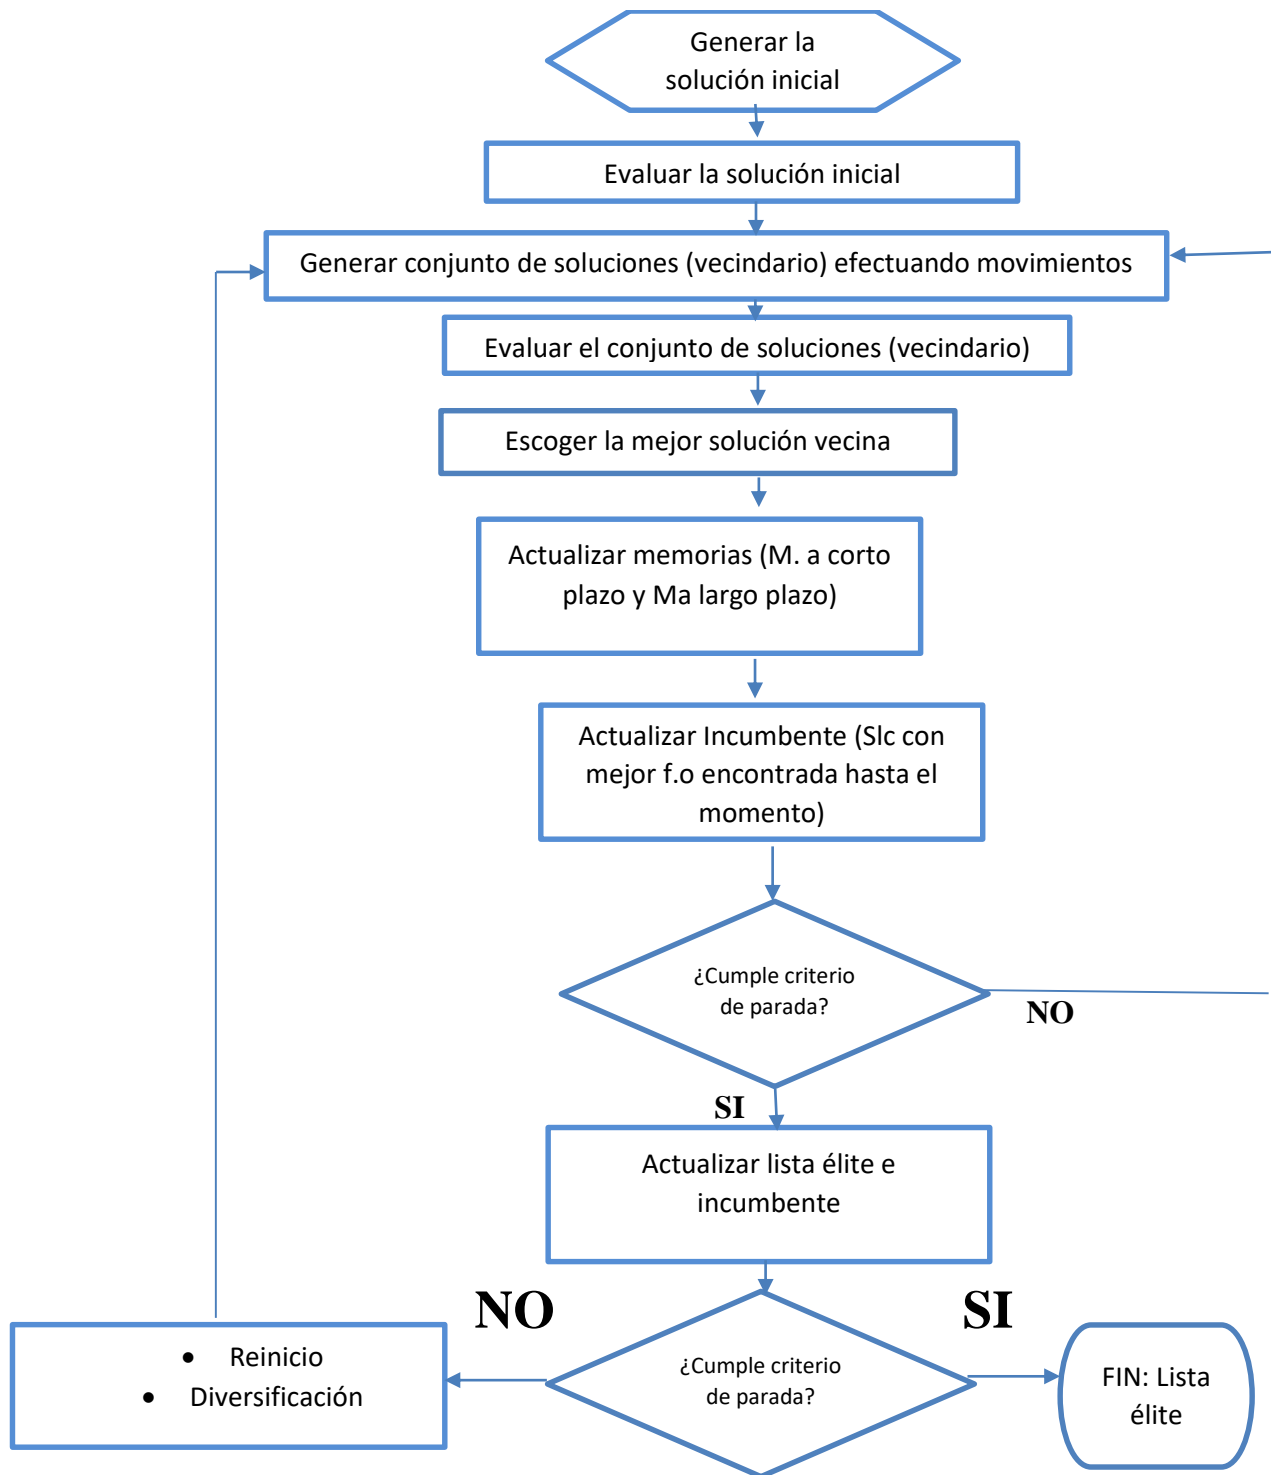 Generar la
solución inicial
Evaluar la solución inicial
Generar conjunto de soluciones (vecindario) efectuando movimientos
Evaluar el conjunto de soluciones (vecindario)
Escoger la mejor solución vecina
Actualizar memorias (M. a corto
plazo y Ma largo plazo)
Actualizar Incumbente (Slc con
mejor f.o encontrada hasta el
momento)
¿Cumple criterio
de parada?
NO
SI
Actualizar lista élite e
incumbente
NO
SI
• Reinicio
• Diversificación
¿Cumple criterio
de parada?
FIN: Lista
élite